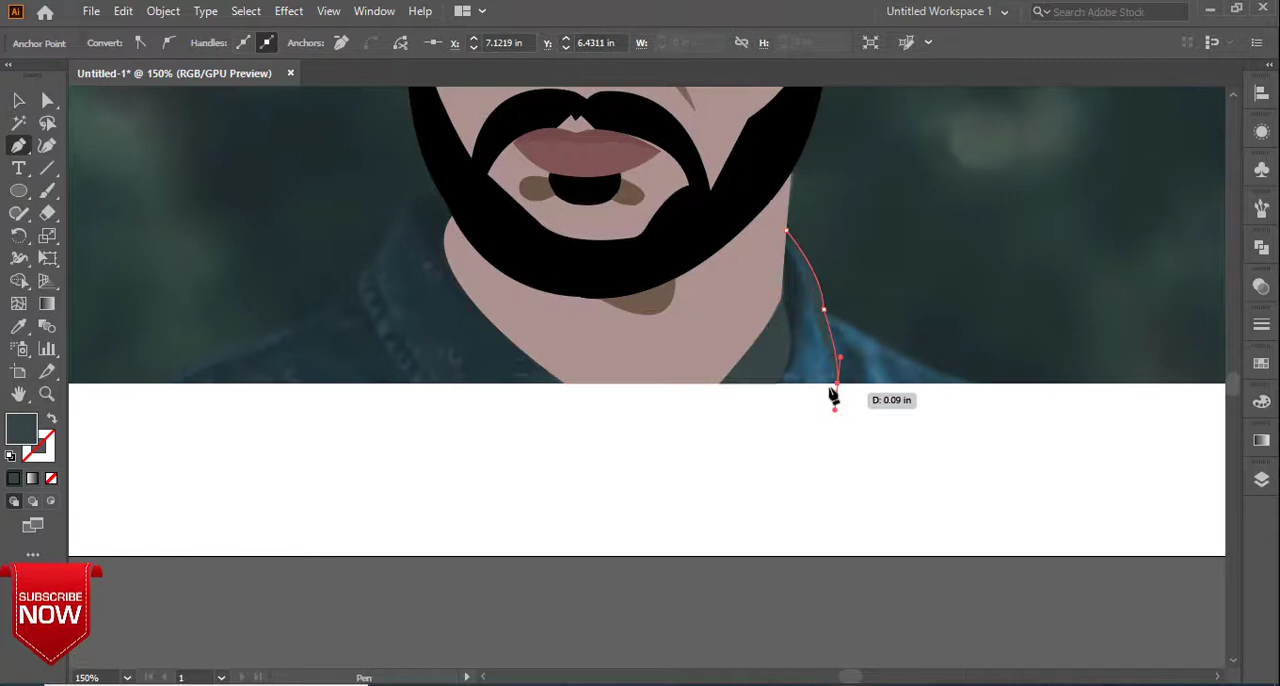 Ai File Edit Object Type Select Effect View Window Help Untitled Workspace 1 Search Adobe Stock
Anchor Point Convert: Handles: Anchors: X: 7.1219 in Y: 6.4311 in W: H:
Untitled-1* @ 150% (RGB/GPU Preview) ×
T
D: 0.09 in
SUBSCRIBE
NOW
150% 1 Pen